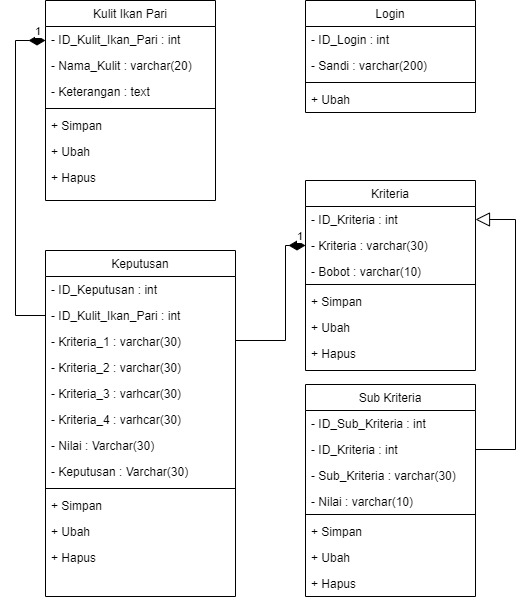 Kulit Ikan Pari
1
- ID_Kulit_Ikan_Pari : int
- Nama_Kulit : varchar(20)
- Keterangan : text
+ Simpan
+ Ubah
+ Hapus
Login
- ID_Login : int
- Sandi : varchar(200)
+ Ubah
Kriteria
1
- ID_Kriteria : int
- Kriteria : varchar(30)
- Bobot : varchar(10)
+ Simpan
+ Ubah
+ Hapus
Keputusan
- ID_Keputusan : int
- ID_Kulit_Ikan_Pari : int
- Kriteria_1 : varchar(30)
- Kriteria_2 : varchar(30)
- Kriteria_3 : varhcar(30)
- Kriteria_4 : varhcar(30)
- Nilai : Varchar(30)
- Keputusan : Varchar(30)
+ Simpan
+ Ubah
+ Hapus
Sub Kriteria
- ID_Sub_Kriteria : int
- ID_Kriteria : int
- Sub_Kriteria : varchar(30)
- Nilai : varchar(10)
+ Simpan
+ Ubah
+ Hapus